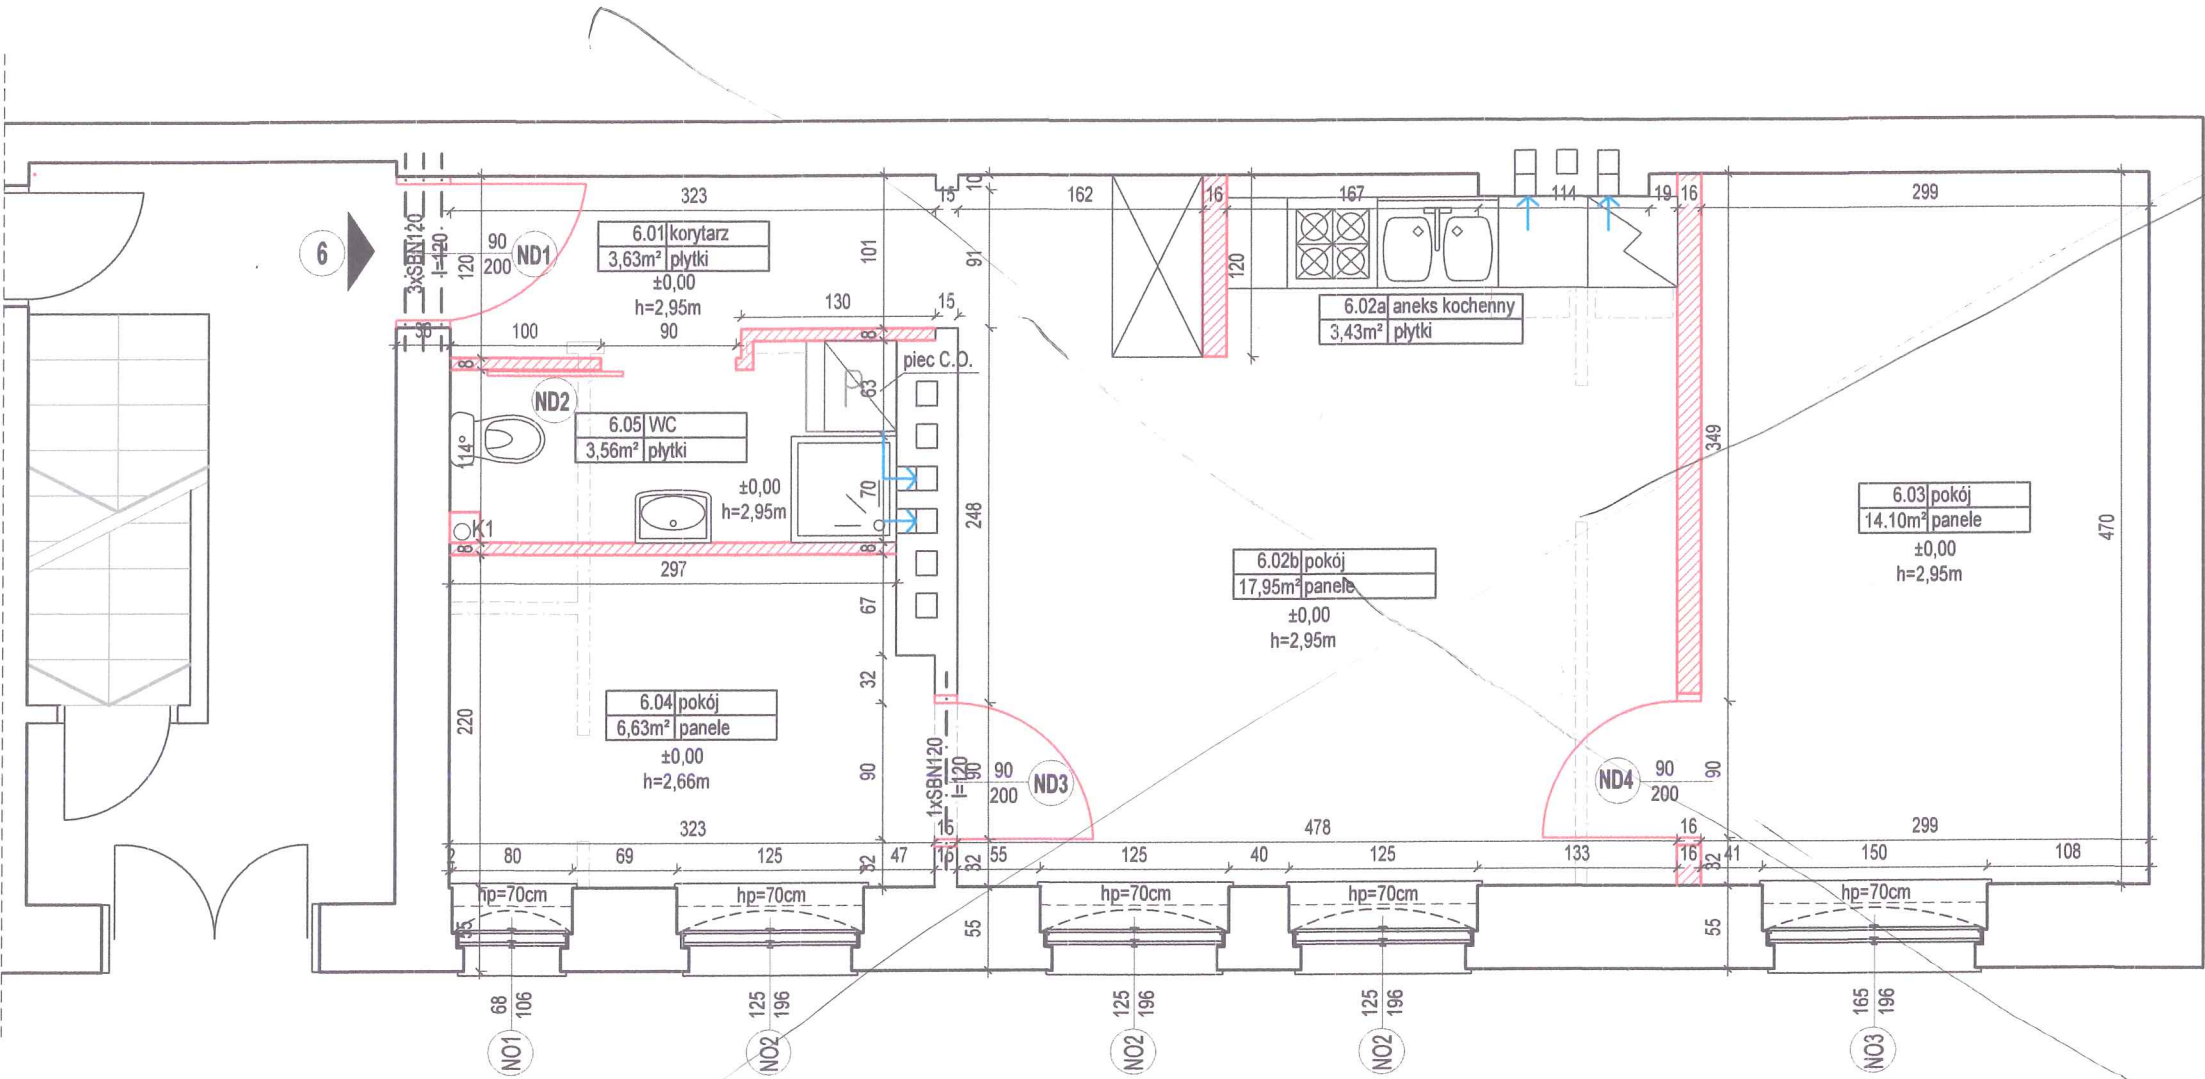 323
15
10
162
16
167
114
19
16
299
6
3xSBN120
l=120
120
90
200
ND1
6.01 korytarz
3,63m² płytki
±0,00
h=2,95m
101
91
120
130
15
6.02a aneks kochenny
3,43m² płytki
36
100
90
8
8
piec C.O.
63
P
ND2
6.05 WC
3,56m² płytki
114°
±0,00
h=2,95m
70
K1
8
8
248
349
470
6.03 pokój
14.10m² panele
±0,00
h=2,95m
297
67
6.02b pokój
17,95m² panele
±0,00
h=2,95m
32
6.04 pokój
6,63m² panele
±0,00
h=2,66m
220
90
1xSBN120
l=120
90
90
200
ND3
ND4
90
200
90
323
16
478
16
299
2
80
69
125
32
47
16
32
55
125
40
125
133
16
32
41
150
108
hp=70cm
hp=70cm
hp=70cm
hp=70cm
hp=70cm
55
55
55
68
106
125
196
125
196
125
196
165
196
NO1
NO2
NO2
NO2
NO3